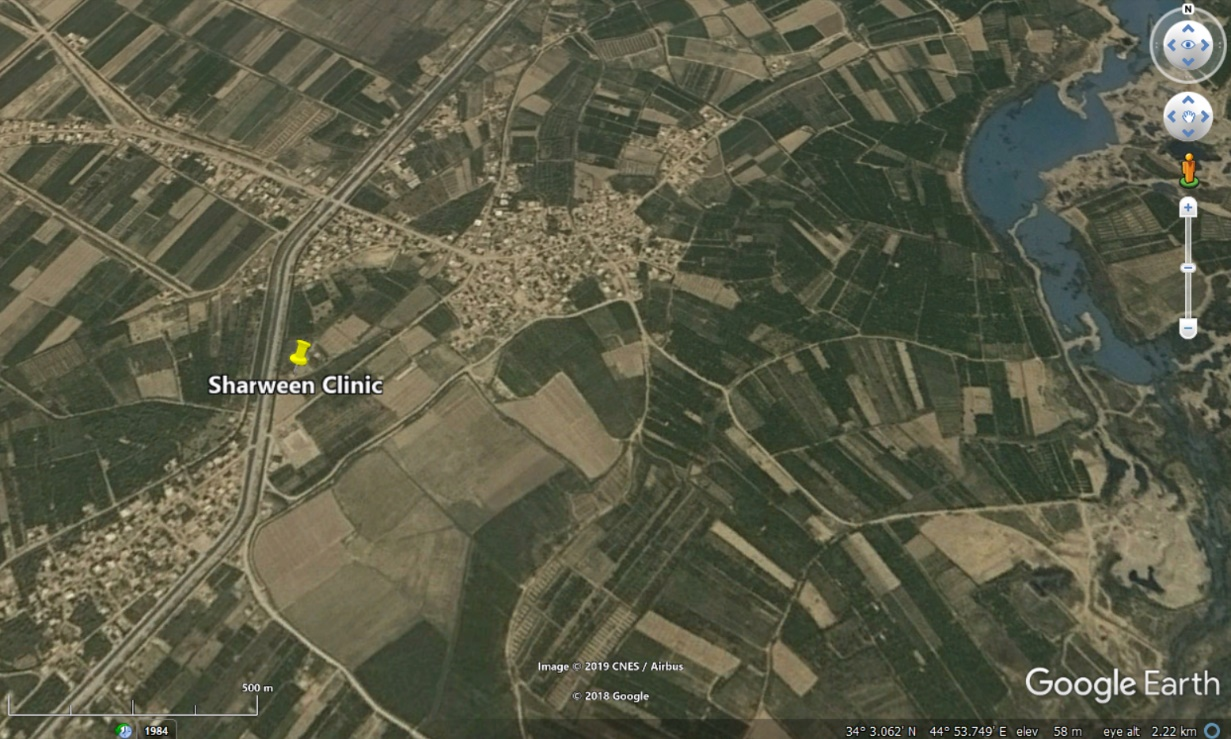 N
Sharween Clinic
Image © 2019 CNES / Airbus
© 2018 Google
Google Earth
500 m
1984
34° 3.062' N 44° 53.749' E elev 58 m eye alt 2.22 km